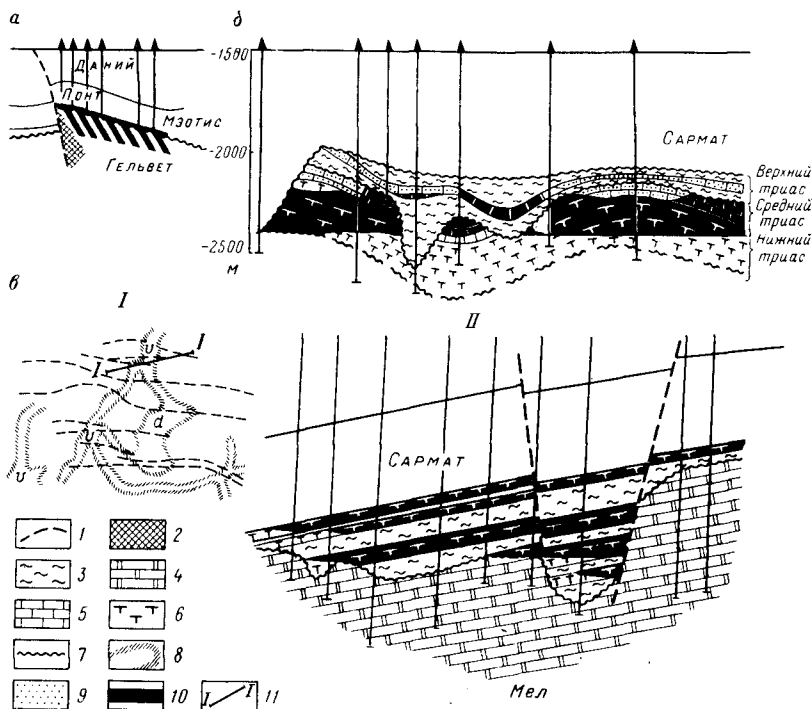 а
б
Даний
Понт
Мэотис
Гельвет
-1500
-2000
-2500
м
Сармат
Верхний
триас
Средний
триас
Нижний
триас
в
I
II
I
I
υ
d
υ
υ
Сармат
Мел
1
2
3
4
5
6
7
8
9
10
I I 11